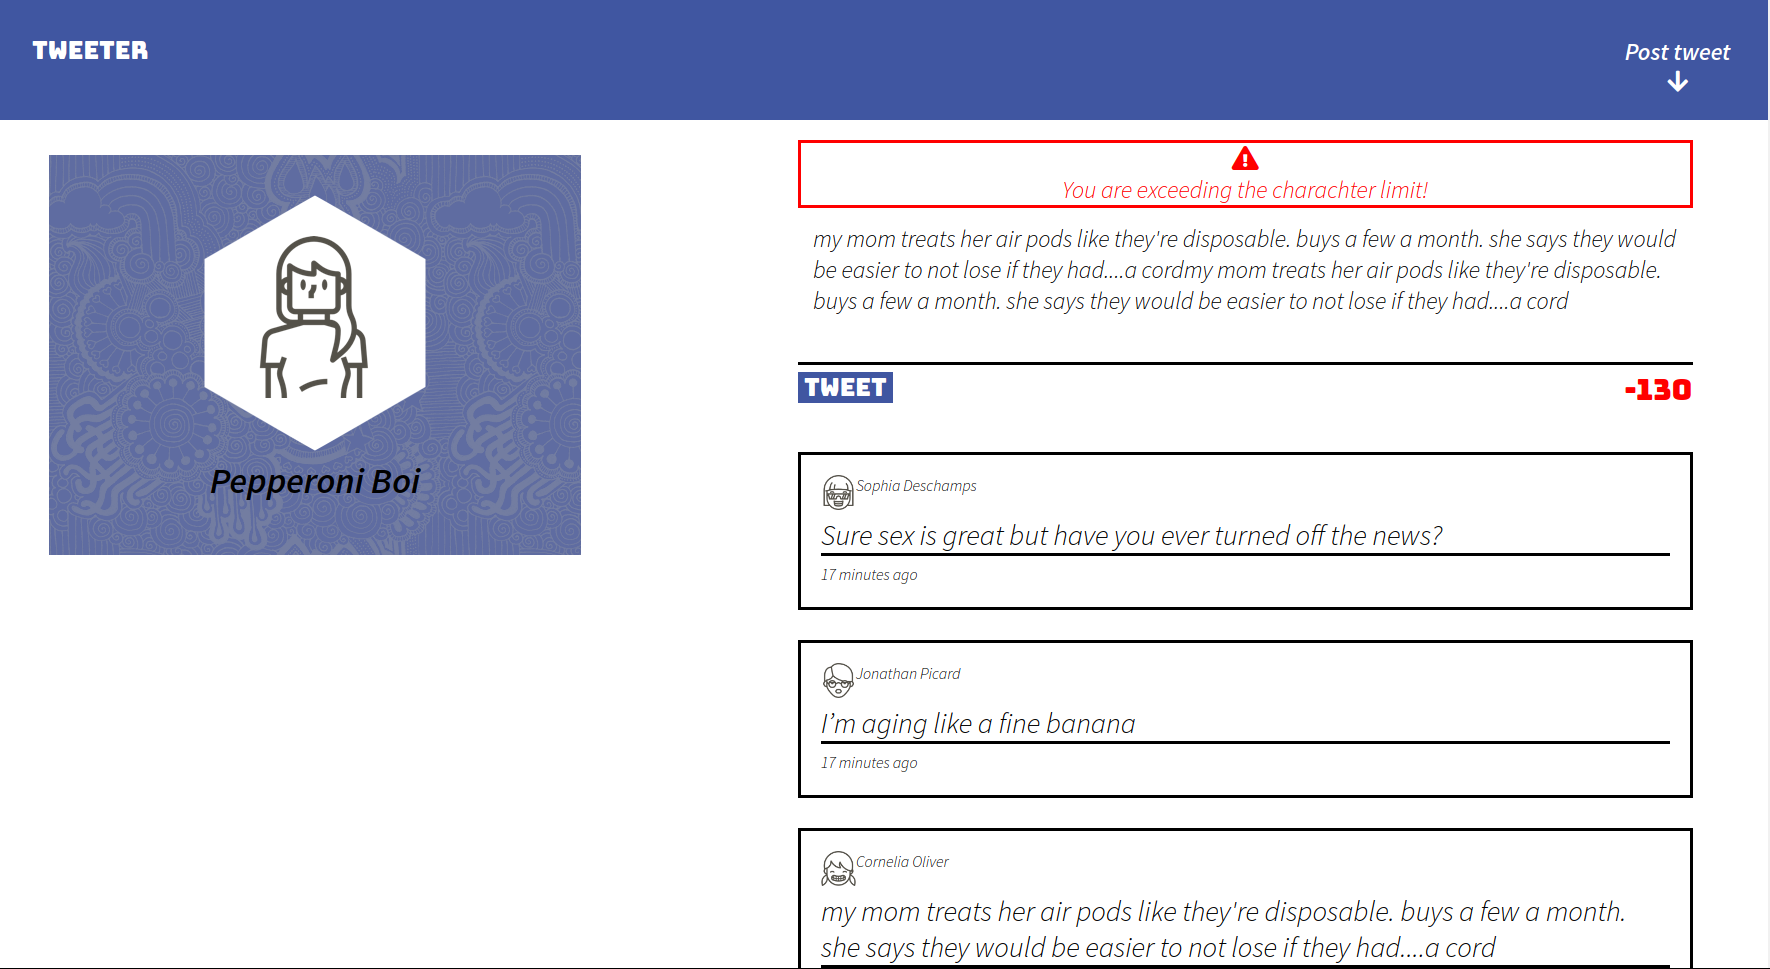 TWEETER
Post tweet
Pepperoni Boi
You are exceeding the charachter limit!
my mom treats her air pods like they're disposable. buys a few a month. she says they would
be easier to not lose if they had....a cordmy mom treats her air pods like they're disposable.
buys a few a month. she says they would be easier to not lose if they had....a cord
TWEET
-130
Sophia Deschamps
Sure sex is great but have you ever turned off the news?
17 minutes ago
Jonathan Picard
I’m aging like a fine banana
17 minutes ago
Cornelia Oliver
my mom treats her air pods like they're disposable. buys a few a month.
she says they would be easier to not lose if they had....a cord